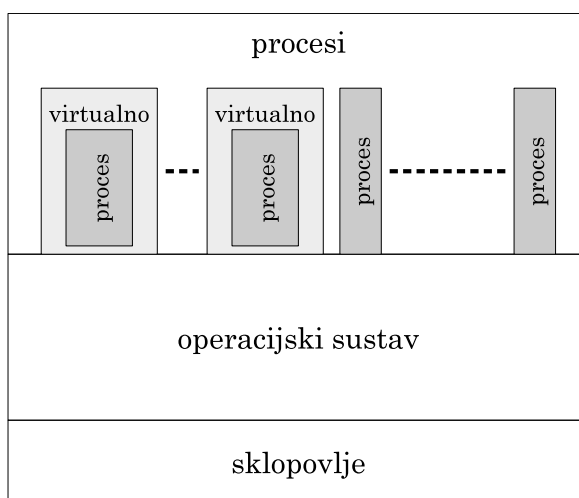 procesi
virtualno
proces
virtualno
proces
proces
proces
operacijski sustav
sklopovlje